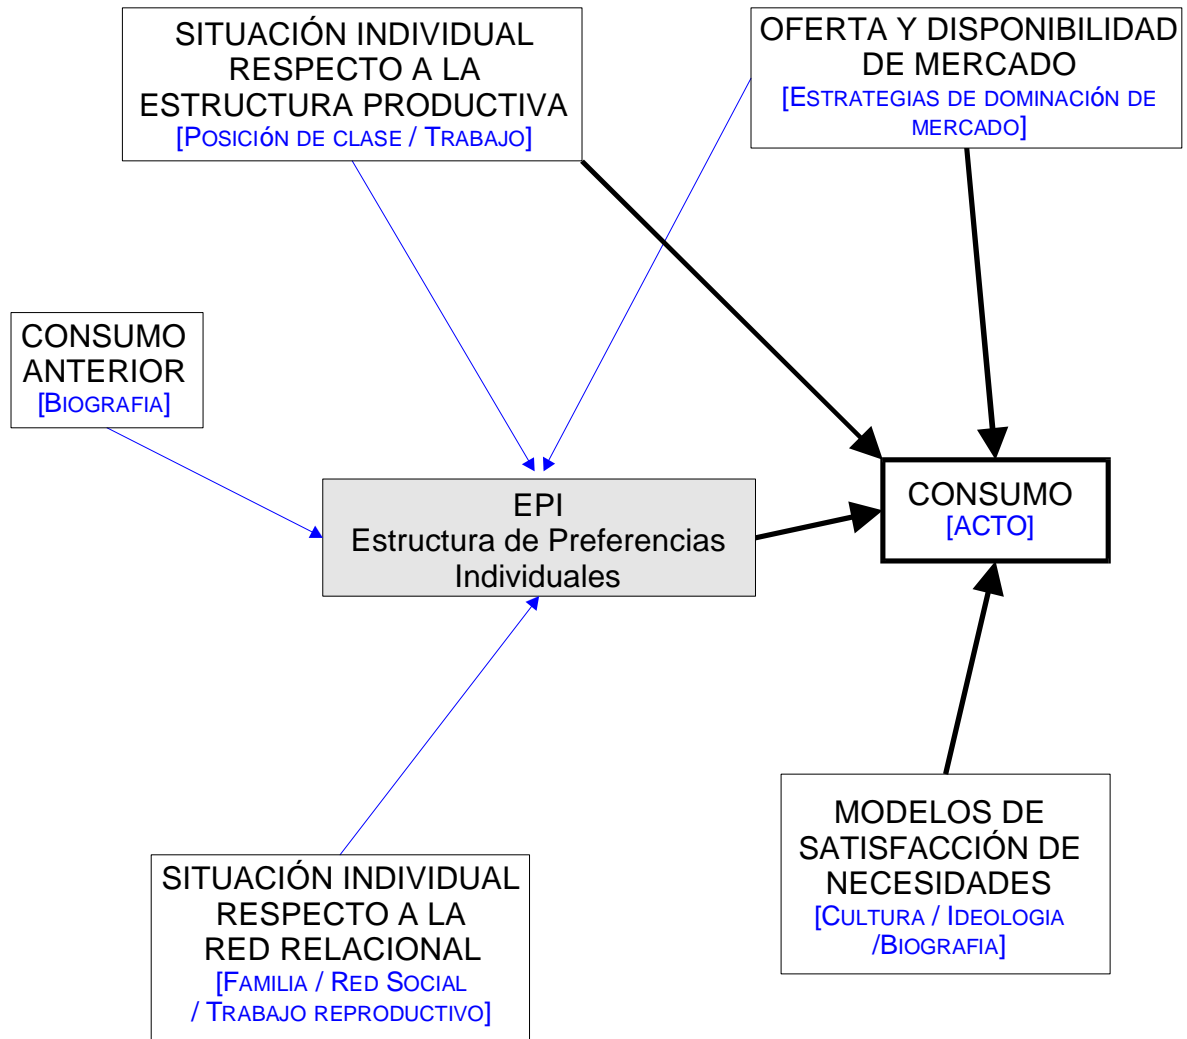 SITUACIÓN INDIVIDUAL
RESPECTO A LA
ESTRUCTURA PRODUCTIVA
[POSICIóN DE CLASE / TRABAJO]
OFERTA Y DISPONIBILIDAD
DE MERCADO
[ESTRATEGIAS DE DOMINACIóN DE
MERCADO]
CONSUMO
ANTERIOR
[BIOGRAFIA]
EPI
Estructura de Preferencias
Individuales
CONSUMO
[ACTO]
MODELOS DE
SATISFACCIÓN DE
NECESIDADES
[CULTURA / IDEOLOGIA
/BIOGRAFIA]
SITUACIÓN INDIVIDUAL
RESPECTO A LA
RED RELACIONAL
[FAMILIA / RED SOCIAL
/ TRABAJO REPRODUCTIVO]